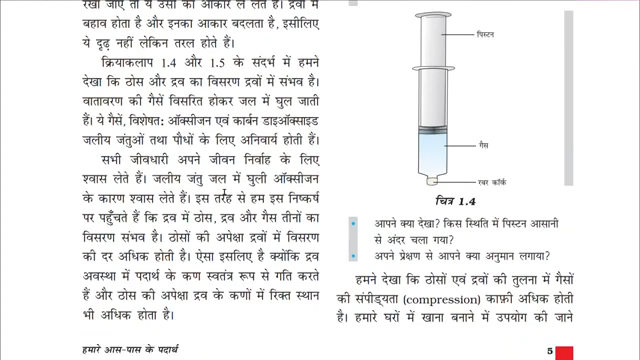 रखा जाए तो ये उसी का आकार ले लेते हैं। द्रवों में
बहाव होता है और इनका आकार बदलता है, इसीलिए
ये दृढ़ नहीं लेकिन तरल होते हैं।
क्रियाकलाप 1.4 और 1.5 के संदर्भ में हमने
देखा कि ठोस और द्रव का विसरण द्रवों में संभव है।
वातावरण की गैसें विसरित होकर जल में घुल जाती
हैं। ये गैसें, विशेषत: ऑक्सीजन एवं कार्बन डाइऑक्साइड
जलीय जंतुओं तथा पौधों के लिए अनिवार्य होती हैं।
सभी जीवधारी अपने जीवन निर्वाह के लिए
श्वास लेते हैं। जलीय जंतु जल में घुली ऑक्सीजन
के कारण श्वास लेते हैं। इस तरह से हम इस निष्कर्ष
पर पहुँचते हैं कि द्रव में ठोस, द्रव और गैस तीनों का
विसरण संभव है। ठोसों की अपेक्षा द्रवों में विसरण
की दर अधिक होती है। ऐसा इसलिए है क्योंकि द्रव
अवस्था में पदार्थ के कण स्वतंत्र रूप से गति करते
हैं और ठोस की अपेक्षा द्रव के कणों में रिक्त स्थान
भी अधिक होता है।
पिस्टन
गैस
रबर कॉर्क
चित्र 1.4
• आपने क्या देखा? किस स्थिति में पिस्टन आसानी
से अंदर चला गया?
• अपने प्रेक्षण से आपने क्या अनुमान लगाया?
हमने देखा कि ठोसों एवं द्रवों की तुलना में गैसों
की संपीड्यता (compression) काफ़ी अधिक होती
है। हमारे घरों में खाना बनाने में उपयोग की जाने
हमारे आस-पास के पदार्थ
5